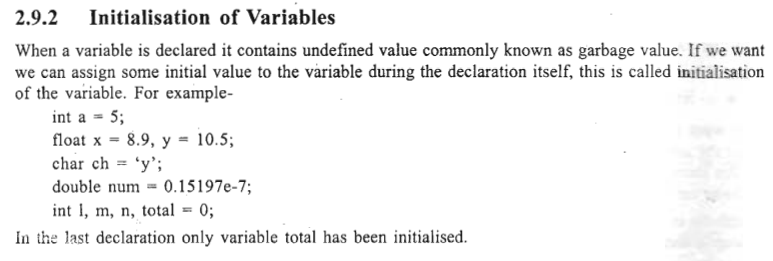 2.9.2 Initialisation of Variables
When a variable is declared it contains undefined value commonly known as garbage value. If we want
we can assign some initial value to the variable during the declaration itself, this is called initialisation
of the variable. For example-
int a = 5;
float x = 8.9, y = 10.5;
char ch = ‘y’;
double num = 0.15197e-7;
int l, m, n, total = 0;
In the last declaration only variable total has been initialised.